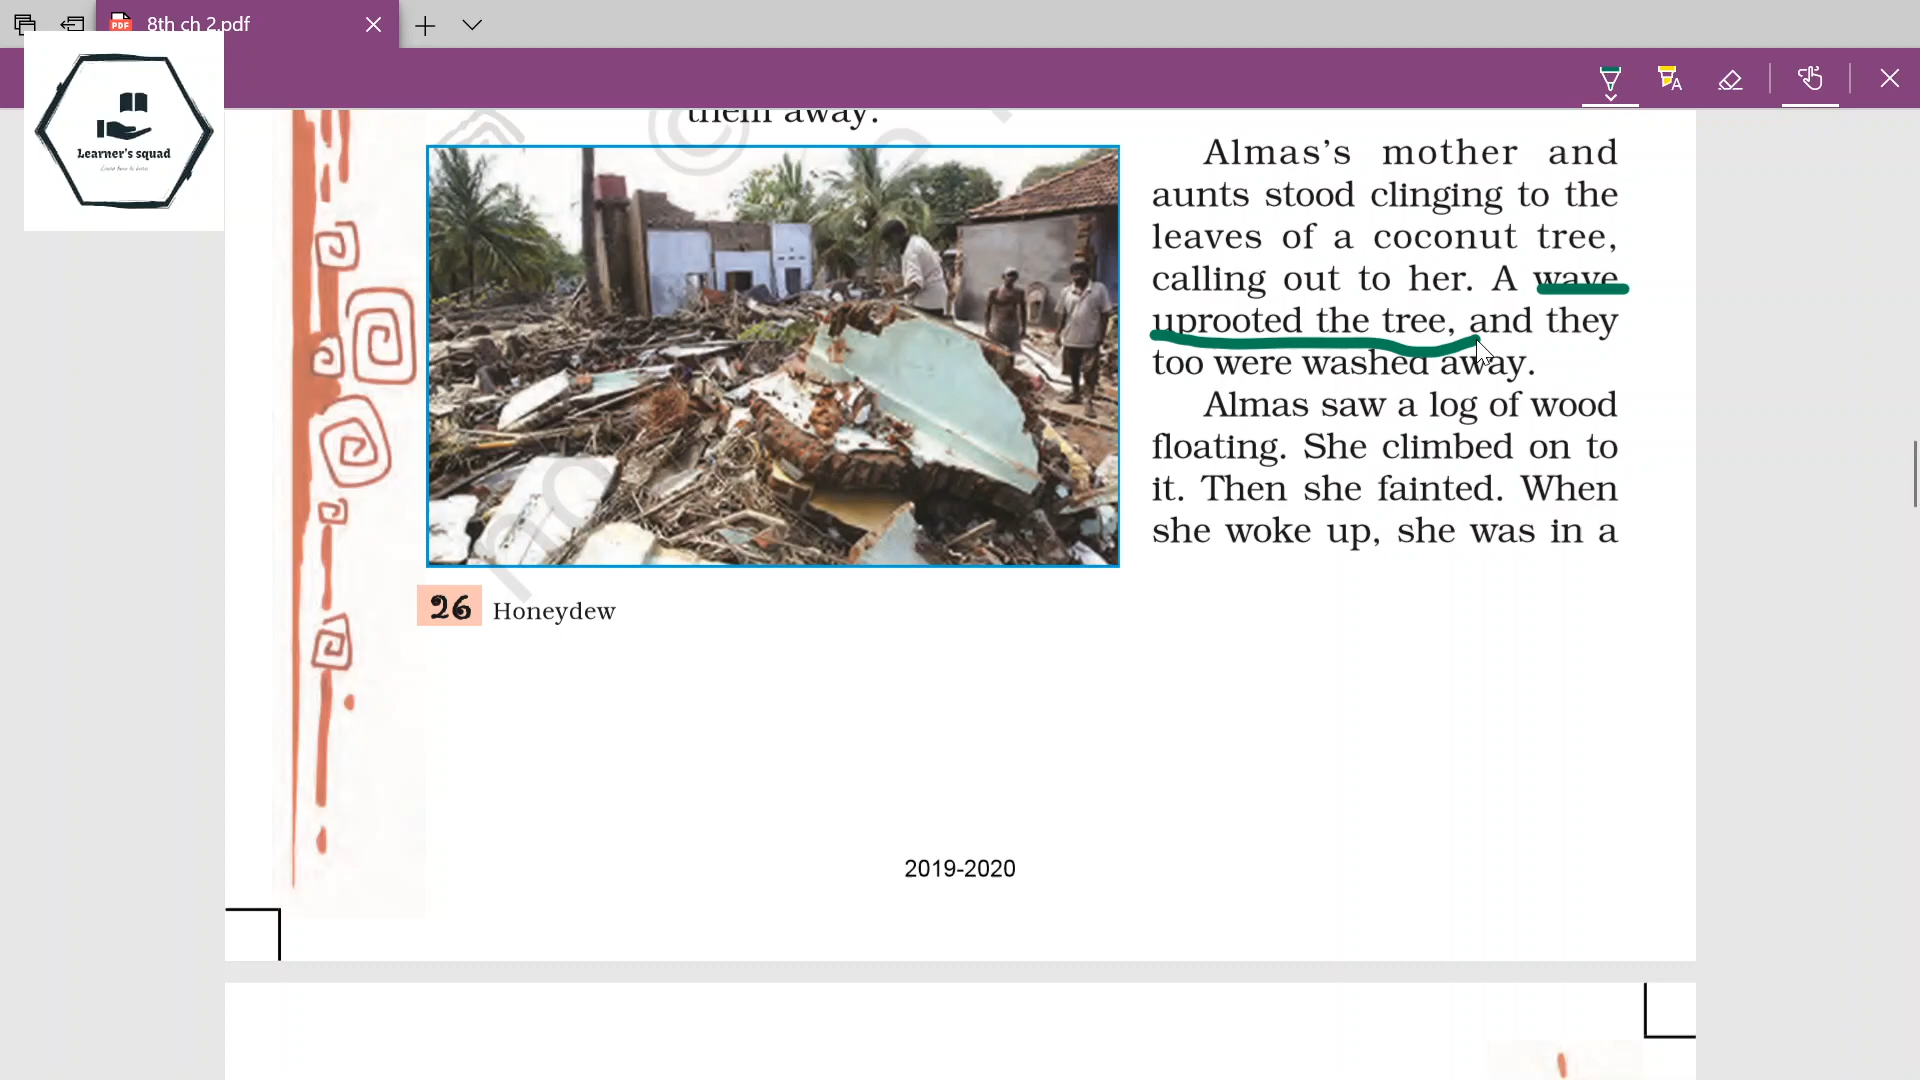 8th ch 2.pdf
PDF
Learner's squad
them away.
Almas's mother and
aunts stood clinging to the
leaves of a coconut tree,
calling out to her. A wave
uprooted the tree, and they
too were washed away.
Almas saw a log of wood
floating. She climbed on to
it. Then she fainted. When
she woke up, she was in a
26 Honeydew
2019-2020